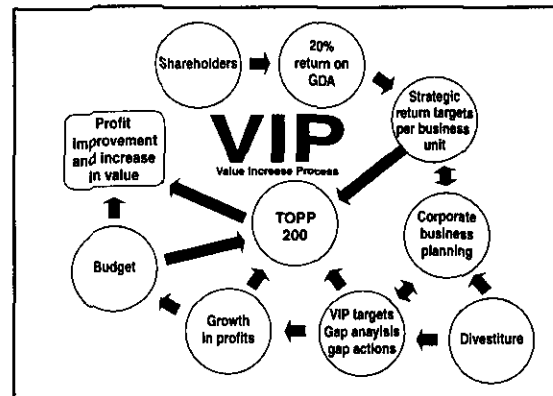 Shareholders
20%
return on
GDA
Strategic
return targets
per business
unit
Profit
improvement
and increase
in value
VIP
Value Increase Process
TOPP
200
Corporate
business
planning
Budget
Growth
in profits
VIP targets
Gap anayisis
gap actions
Divestiture